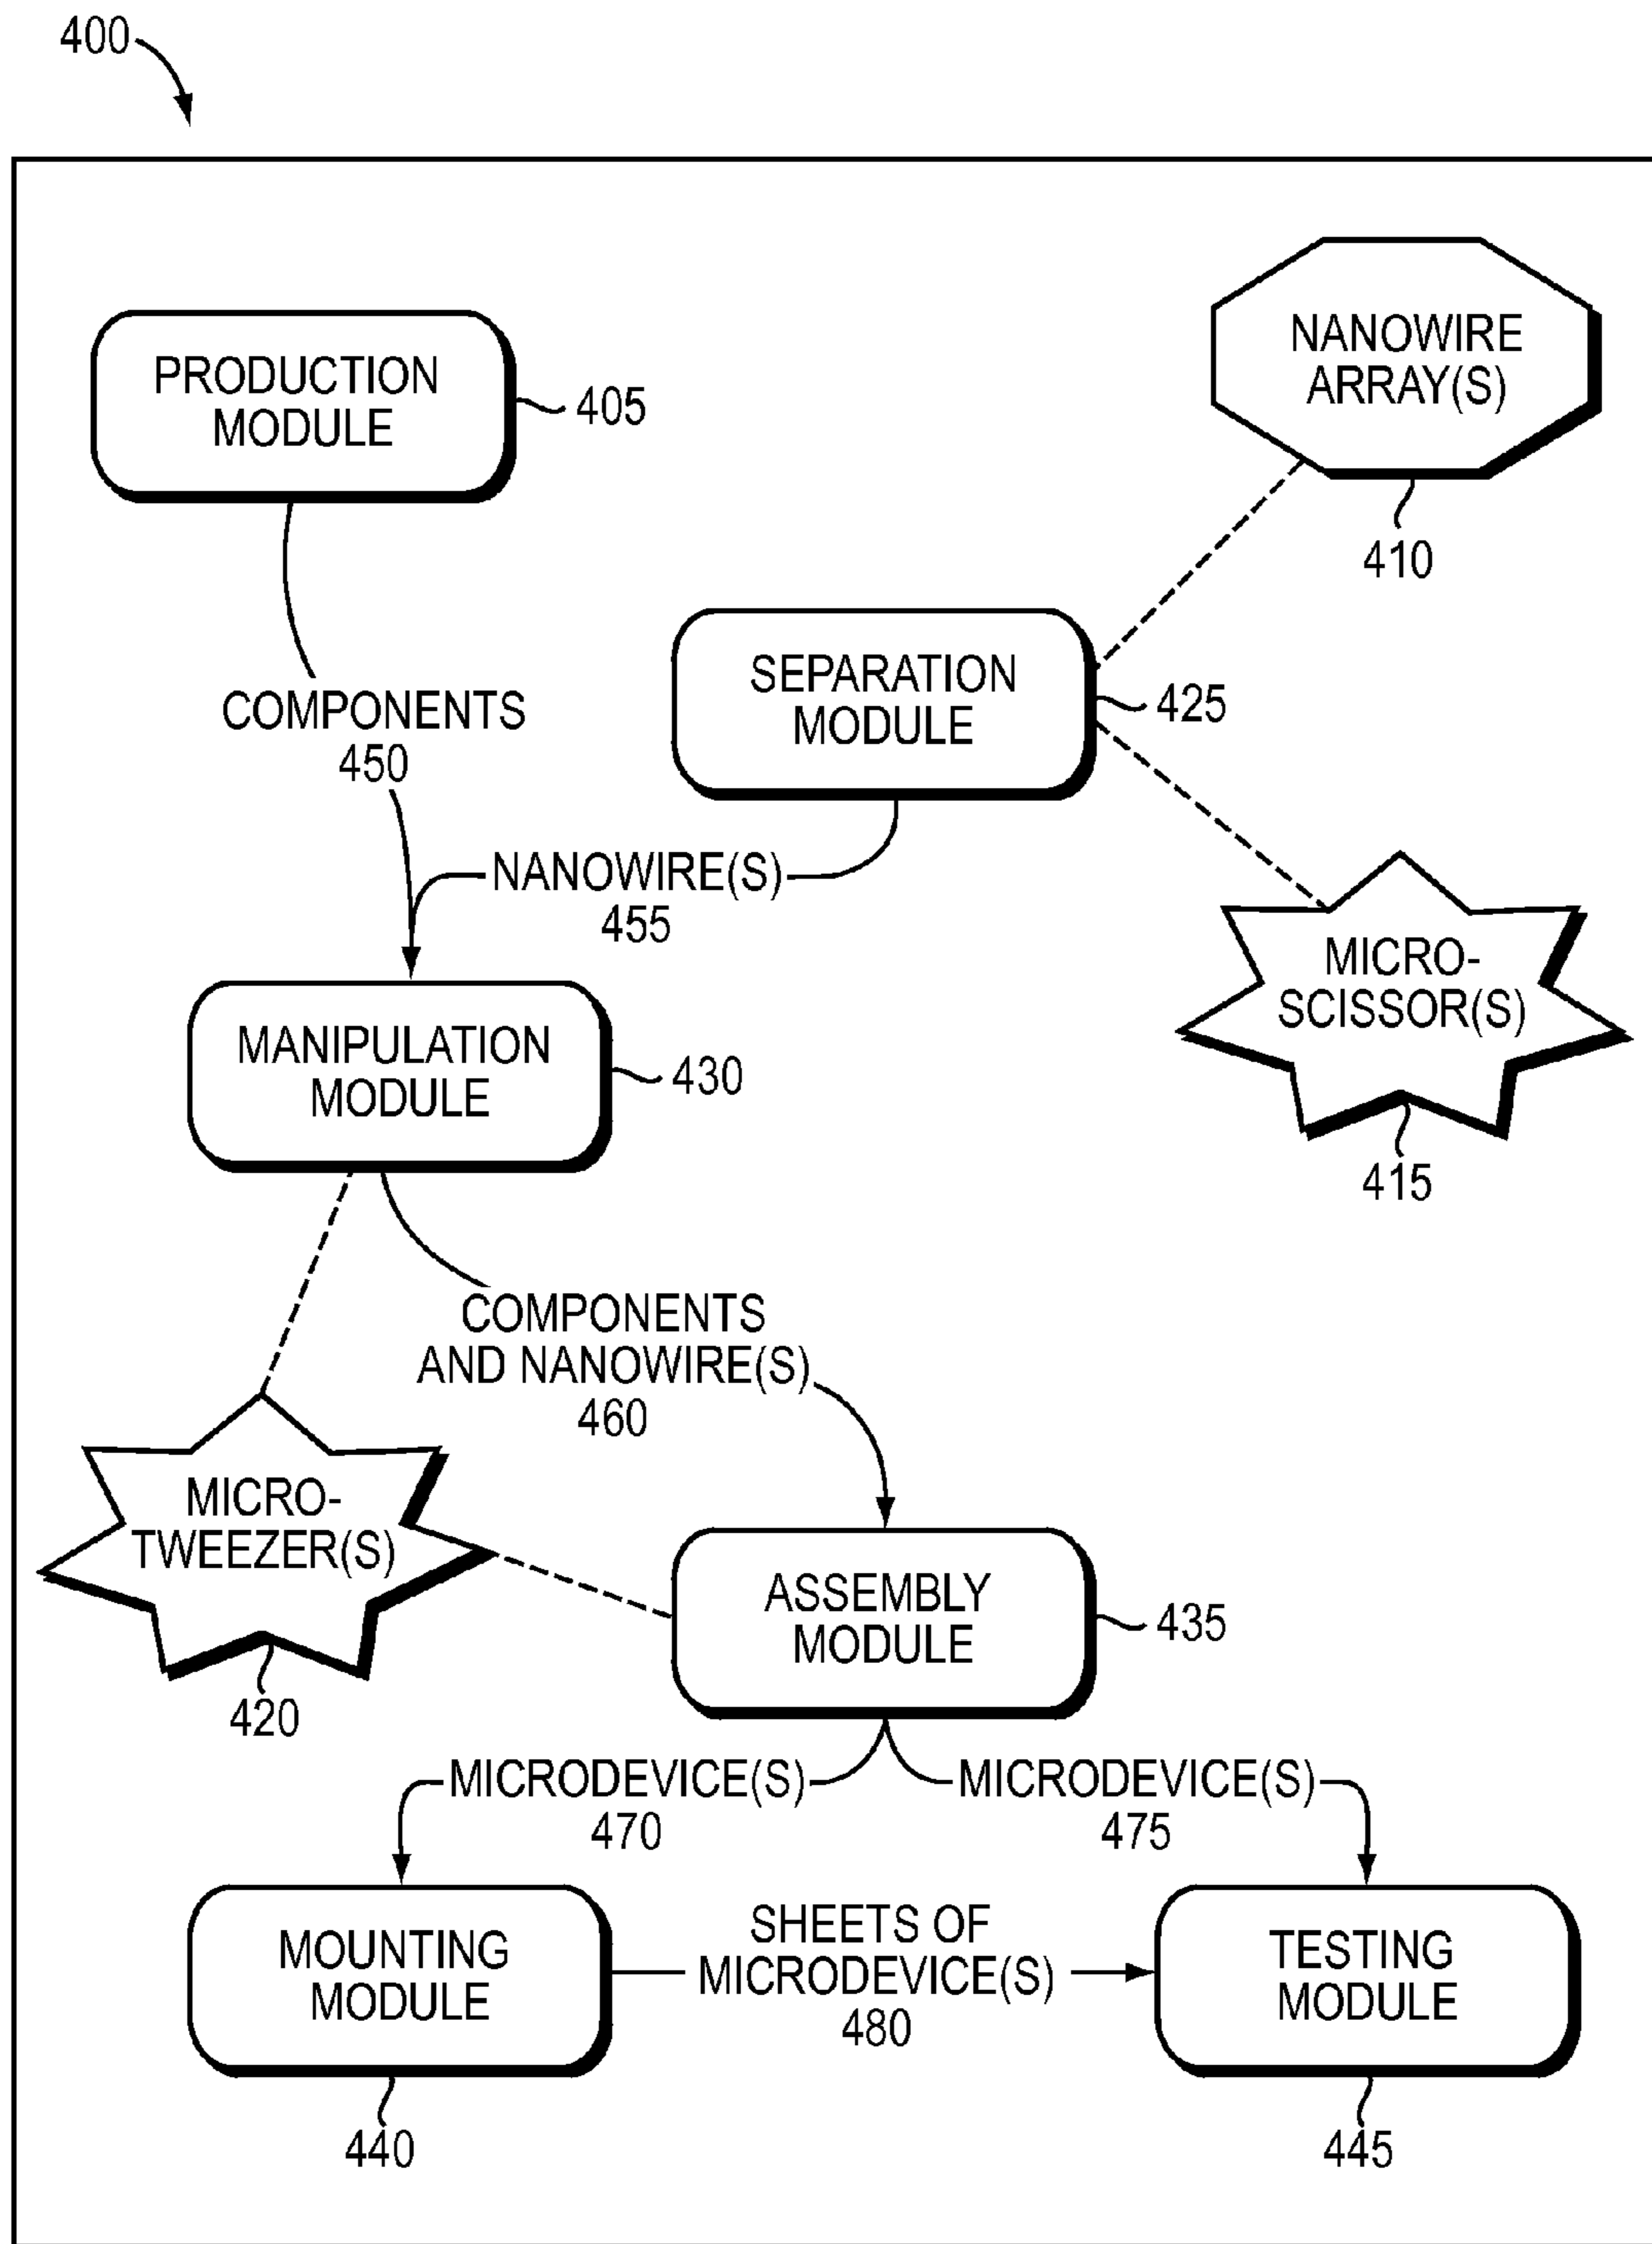 400
PRODUCTION
MODULE
405
NANOWIRE
ARRAY(S)
410
SEPARATION
MODULE
425
COMPONENTS
450
NANOWIRE(S)
455
MICRO-
SCISSOR(S)
415
MANIPULATION
MODULE
430
COMPONENTS
AND NANOWIRE(S)
460
MICRO-
TWEEZER(S)
420
ASSEMBLY
MODULE
435
MICRODEVICE(S)
470
MICRODEVICE(S)
475
MOUNTING
MODULE
440
SHEETS OF
MICRODEVICE(S)
480
TESTING
MODULE
445